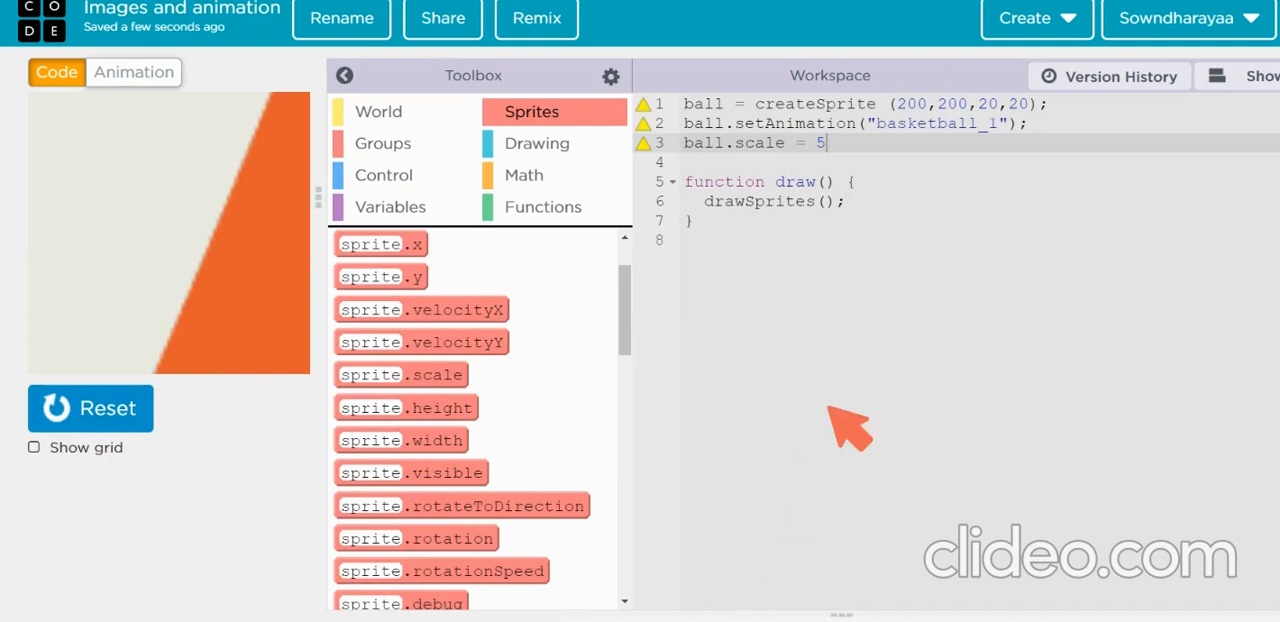 CO
DE
Images and animation
Saved a few seconds ago
Rename
Share
Remix
Create
Sowndharayaa
Code
Animation
Toolbox
Workspace
Version History
Show
World
Sprites
Groups
Drawing
Control
Math
Variables
Functions
sprite.x
sprite.y
sprite.velocityX
sprite.velocityY
sprite.scale
sprite.height
sprite.width
sprite.visible
sprite.rotateToDirection
sprite.rotation
sprite.rotationSpeed
sprite.debug
1 ball = createSprite (200,200,20,20);
2 ball.setAnimation("basketball_1");
3 ball.scale = 5
4
5 function draw() {
6 drawSprites();
7 }
8
Reset
Show grid
clideo.com